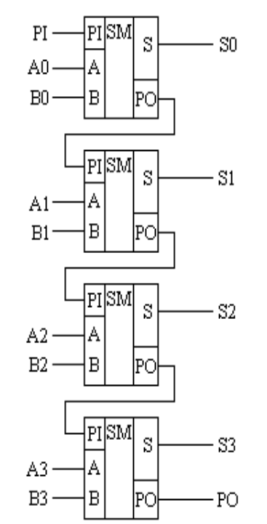 PI PI SM S S0
A0 A
B0 B PO
PI SM S S1
A1 A
B1 B PO
PI SM S S2
A2 A
B2 B PO
PI SM S S3
A3 A
B3 B PO PO